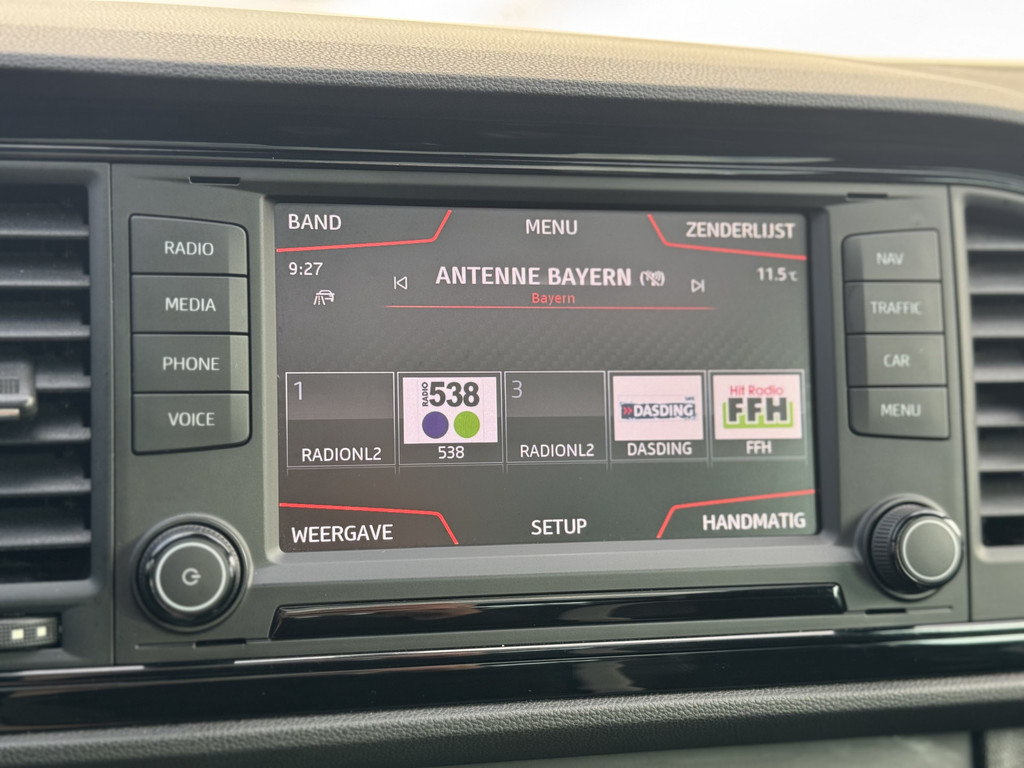 BAND
MENU
ZENDERLIJST
9:27
ANTENNE BAYERN
11.5°C
Bayern
1
RADIO 538
3
»DASDING
Hit Radio
FFH
RADIONL2
538
RADIONL2
DASDING
FFH
WEERGAVE
SETUP
HANDMATIG
RADIO
MEDIA
PHONE
VOICE
NAV
TRAFFIC
CAR
MENU